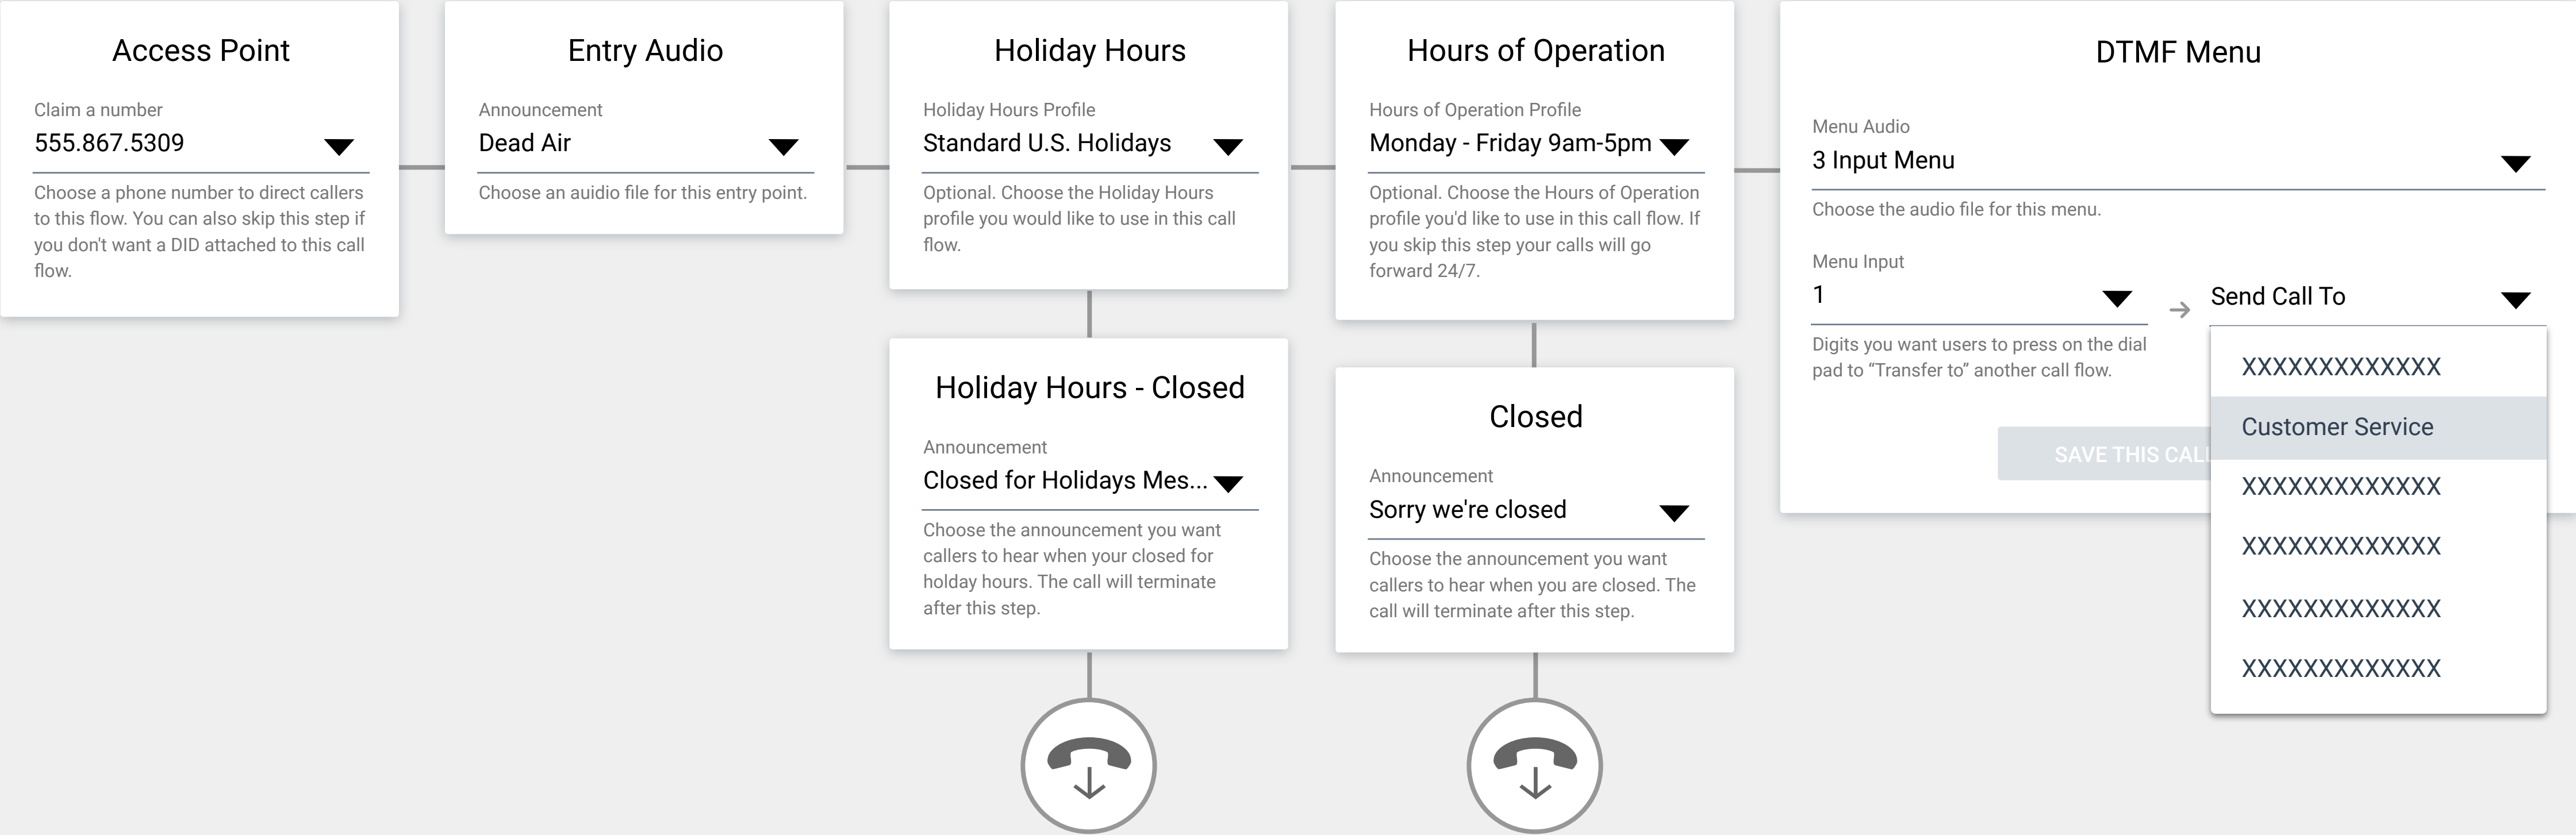 Access Point
Claim a number
555.867.5309
Choose a phone number to direct callers
to this flow. You can also skip this step if
you don't want a DID attached to this call
flow.
Entry Audio
Announcement
Dead Air
Choose an auidio file for this entry point.
Holiday Hours
Holiday Hours Profile
Standard U.S. Holidays
Optional. Choose the Holiday Hours
profile you would like to use in this call
flow.
Holiday Hours - Closed
Announcement
Closed for Holidays Mes...
Choose the announcement you want
callers to hear when your closed for
holday hours. The call will terminate
after this step.
Hours of Operation
Hours of Operation Profile
Monday - Friday 9am-5pm
Optional. Choose the Hours of Operation
profile you'd like to use in this call flow. If
you skip this step your calls will go
forward 24/7.
Closed
Announcement
Sorry we're closed
Choose the announcement you want
callers to hear when you are closed. The
call will terminate after this step.
DTMF Menu
Menu Audio
3 Input Menu
Choose the audio file for this menu.
Menu Input
1
Digits you want users to press on the dial
pad to “Transfer to” another call flow.
Send Call To
XXXXXXXXXXXXX
Customer Service
XXXXXXXXXXXXX
XXXXXXXXXXXXX
XXXXXXXXXXXXX
XXXXXXXXXXXXX
SAVE THIS CALL